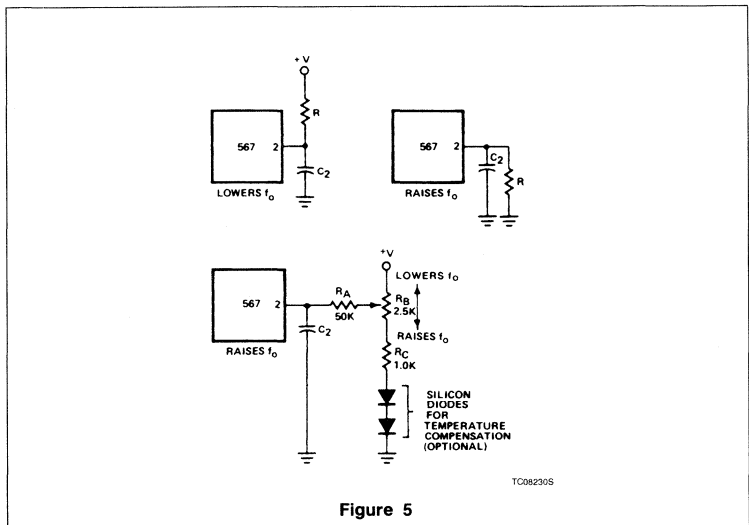 +V
R
567 2
C2
LOWERS fo
567 2
C2
R
RAISES fo
+V
LOWERS fo
567 2
RA
50K
RB
2.5K
C2
RAISES fo
RAISES fo
RC
1.0K
SILICON
DIODES
FOR
TEMPERATURE
COMPENSATION
(OPTIONAL)
TC08230S
Figure 5